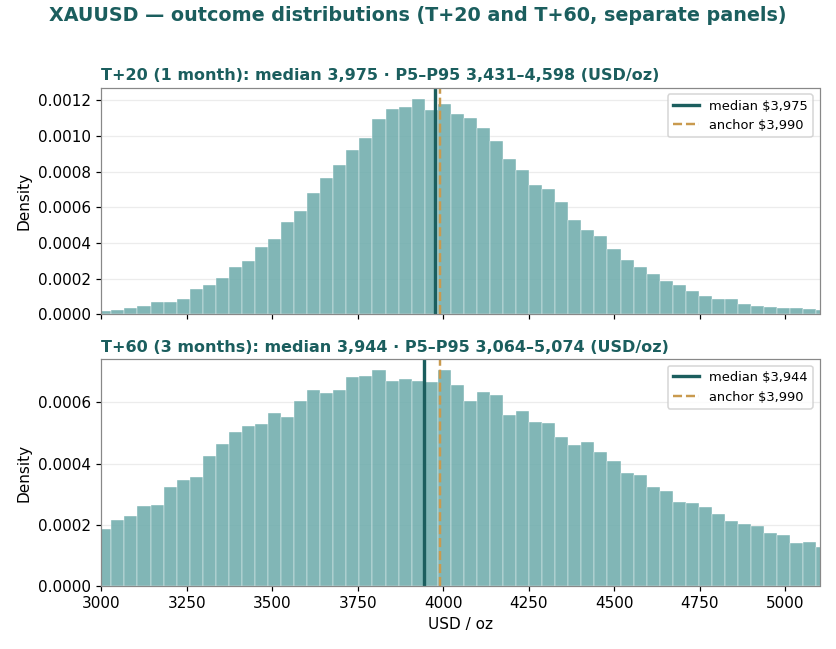 XAUUSD — outcome distributions (T+20 and T+60, separate panels)
T+20 (1 month): median 3,975 · P5–P95 3,431–4,598 (USD/oz)
median $3,975
anchor $3,990
Density
0.0012
0.0010
0.0008
0.0006
0.0004
0.0002
0.0000
T+60 (3 months): median 3,944 · P5–P95 3,064–5,074 (USD/oz)
median $3,944
anchor $3,990
Density
0.0006
0.0004
0.0002
0.0000
3000 3250 3500 3750 4000 4250 4500 4750 5000
USD / oz